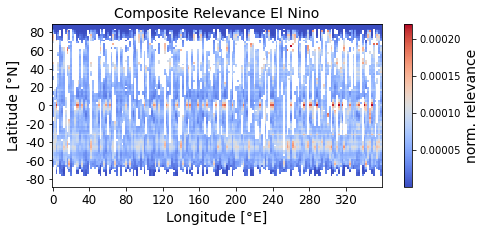 Composite Relevance El Nino
80
60
40
20
0
-20
-40
-60
-80
Latitude [°N]
0 40 80 120 160 200 240 280 320
Longitude [°E]
0.00020
0.00015
0.00010
0.00005
norm. relevance